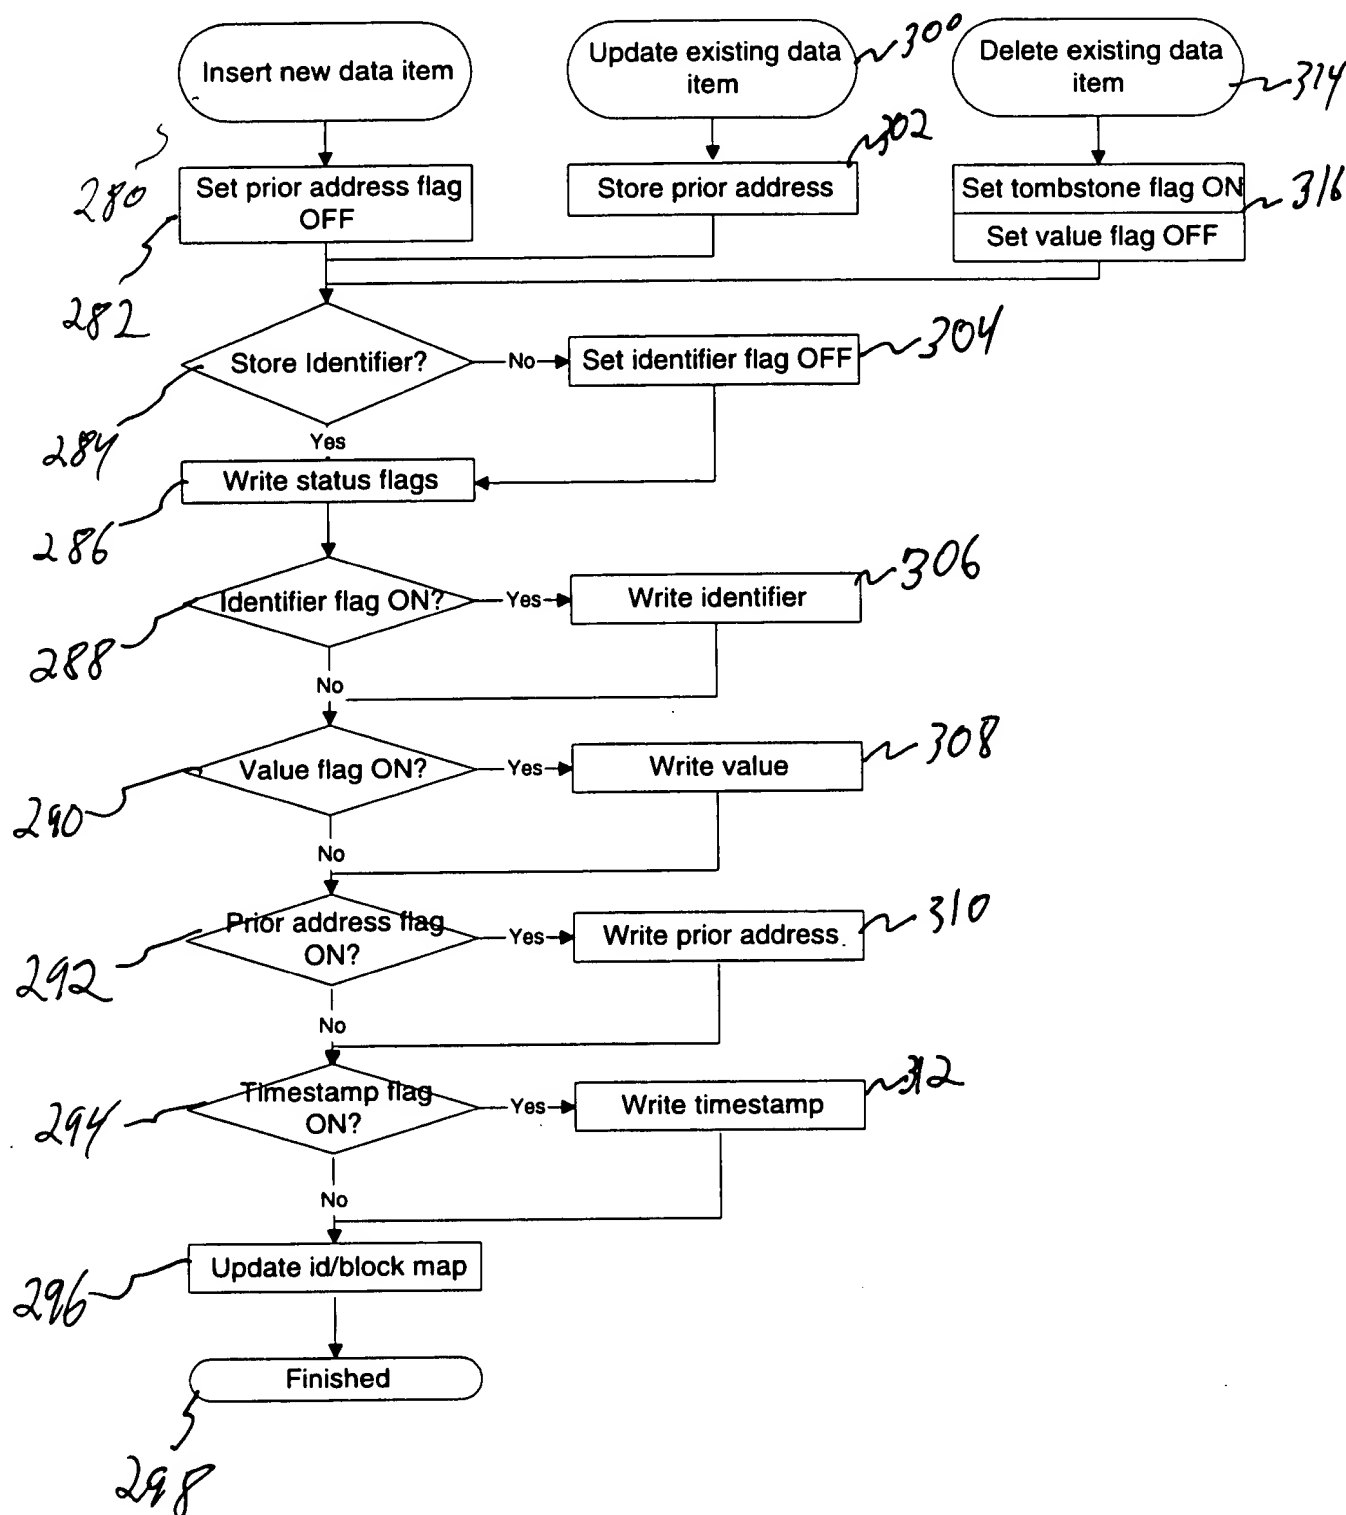 Insert new data item
Update existing data
item
300
Delete existing data
item
314
280
Set prior address flag
OFF
282
Store prior address
302
Set tombstone flag ON
Set value flag OFF
316
Store Identifier?
284
No
Set identifier flag OFF
304
Yes
Write status flags
286
Identifier flag ON?
288
Yes
Write identifier
306
No
Value flag ON?
290
Yes
Write value
308
No
Prior address flag
ON?
292
Yes
Write prior address
310
No
Timestamp flag
ON?
294
Yes
Write timestamp
312
No
Update id/block map
296
Finished
298